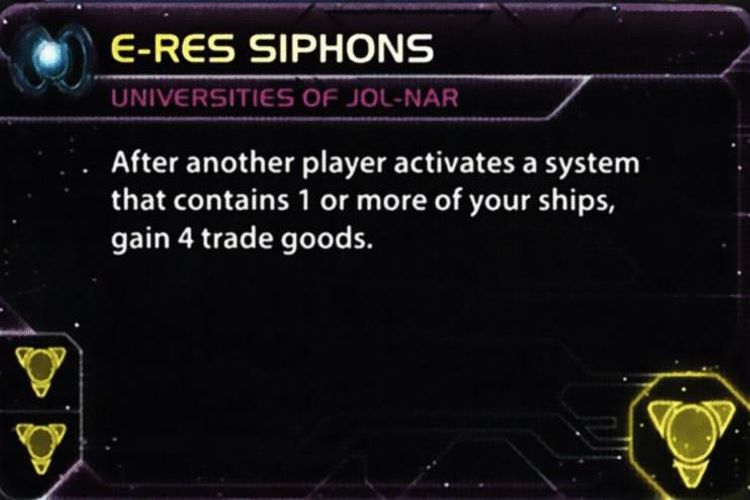 E-RES SIPHONS
UNIVERSITIES OF JOL-NAR
After another player activates a system
that contains 1 or more of your ships,
gain 4 trade goods.